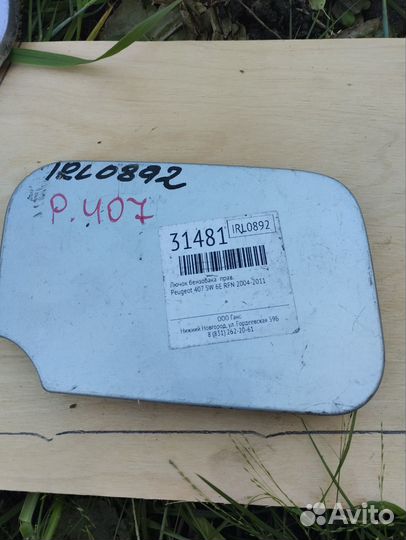 IRL0892
P.407
31481
IRL0892
Лючок бензобака прав.
Peugeot 407 SW 6E RFN 2004-2011
ООО Ганс
Нижний Новгород, ул. Гордеевская 59Б
8 (831) 262-20-61
Avito